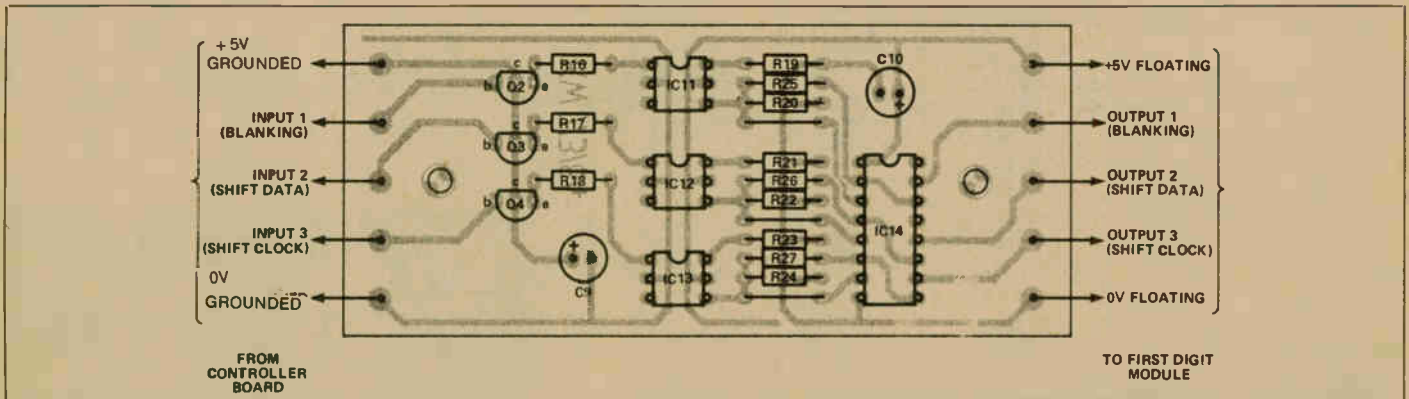 + 5V
GROUNDED
INPUT 1
(BLANKING)
INPUT 2
(SHIFT DATA)
INPUT 3
(SHIFT CLOCK)
0V
GROUNDED
FROM
CONTROLLER
BOARD
c
b
Q2
e
R16
c
b
Q3
e
R17
c
b
Q4
e
R18
+
C9
IC11
IC12
IC13
R19
R25
R20
R21
R26
R22
R23
R27
R24
C10
+
IC14
+5V FLOATING
OUTPUT 1
(BLANKING)
OUTPUT 2
(SHIFT DATA)
OUTPUT 3
(SHIFT CLOCK)
0V FLOATING
TO FIRST DIGIT
MODULE